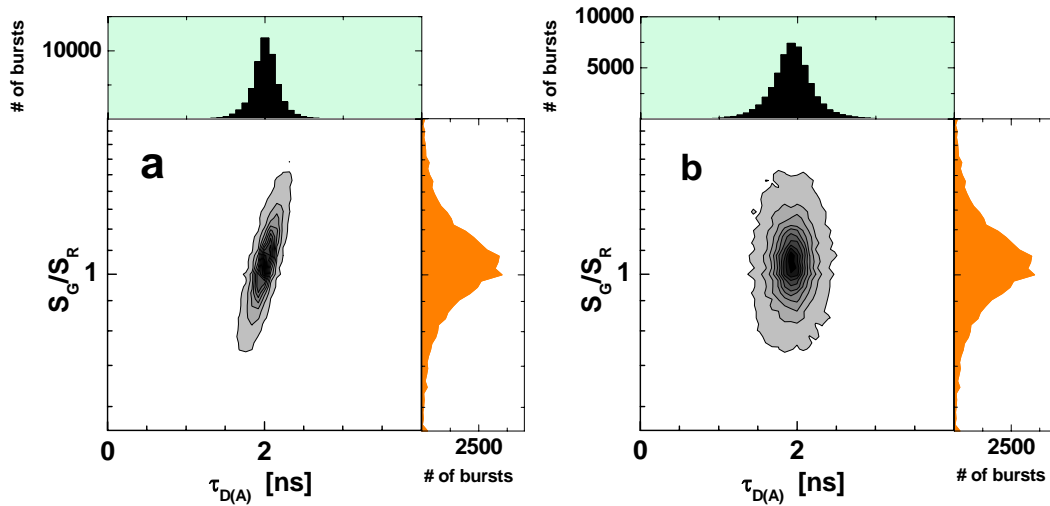 # of bursts
10000
a
S_G/S_R
1
0
2
τ_D(A) [ns]
2500
# of bursts
# of bursts
10000
5000
b
S_G/S_R
1
0
2
τ_D(A) [ns]
2500
# of bursts